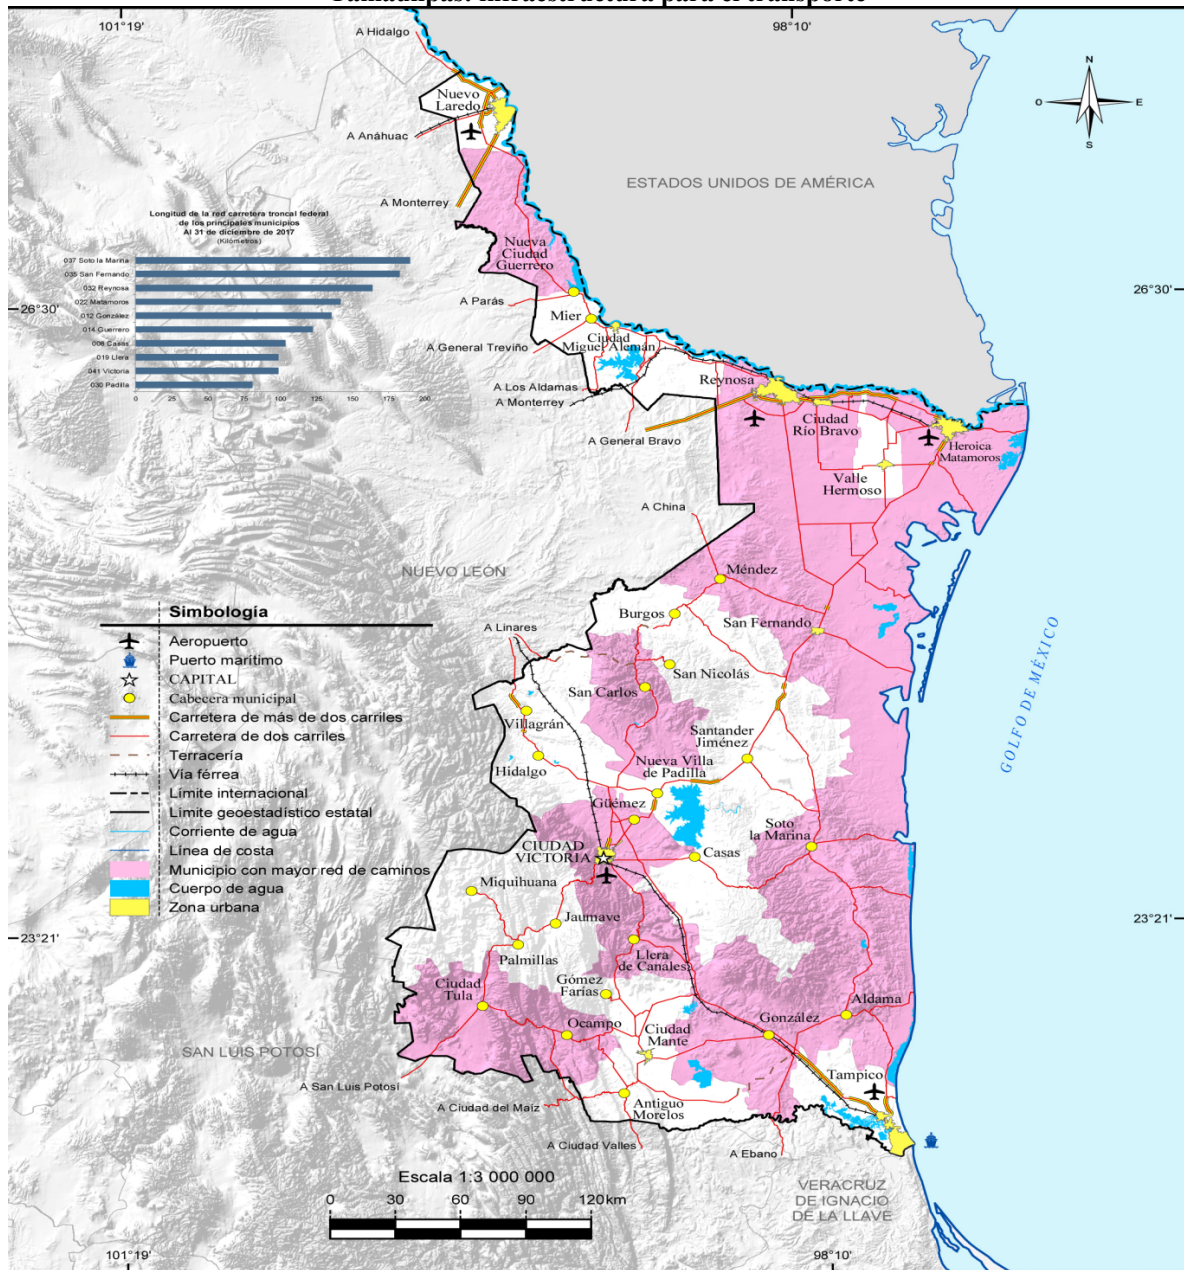 Tamaulipas: infraestructura para el transporte
101°19'
98°10'
A Hidalgo
N
O
E
S
Nuevo
Laredo
A Anáhuac
ESTADOS UNIDOS DE AMÉRICA
A Monterrey
Longitud de la red carretera troncal federal
de los principales municipios
Al 31 de diciembre de 2017
(Kilómetros)
037 Soto la Marina
035 San Fernando
032 Reynosa
022 Matamoros
012 González
014 Guerrero
006 Casas
019 Llera
041 Victoria
030 Padilla
0 25 50 75 100 125 150 175 200
Nueva
Ciudad
Guerrero
26°30'
26°30'
A Parás
Mier
A General Treviño
Ciudad
Miguel Alemán
A Los Aldamas
A Monterrey
Reynosa
A General Bravo
Ciudad
Río Bravo
Heroica
Matamoros
Valle
Hermoso
A China
NUEVO LEÓN
Méndez
Burgos
San Fernando
A Linares
San Nicolás
San Carlos
GOLFO DE MÉXICO
Villagrán
Santander
Jiménez
Hidalgo
Nueva Villa
de Padilla
Güémez
Soto
la Marina
CIUDAD
VICTORIA
Casas
Simbología
Aeropuerto
Puerto marítimo
CAPITAL
Cabecera municipal
Carretera de más de dos carriles
Carretera de dos carriles
Terracería
Vía férrea
Límite internacional
Límite geoestadístico estatal
Corriente de agua
Línea de costa
Municipio con mayor red de caminos
Cuerpo de agua
Zona urbana
Miquihuana
Jaumave
23°21'
23°21'
Palmillas
Llera
de Canales
Ciudad
Tula
Gómez
Farías
Aldama
Ocampo
Ciudad
Mante
González
SAN LUIS POTOSÍ
Tampico
A San Luis Potosí
A Ciudad del Maíz
Antiguo
Morelos
A Ciudad Valles
A Ebano
Escala 1:3 000 000
0 30 60 90 120 km
VERACRUZ
DE IGNACIO
DE LA LLAVE
101°19'
98°10'